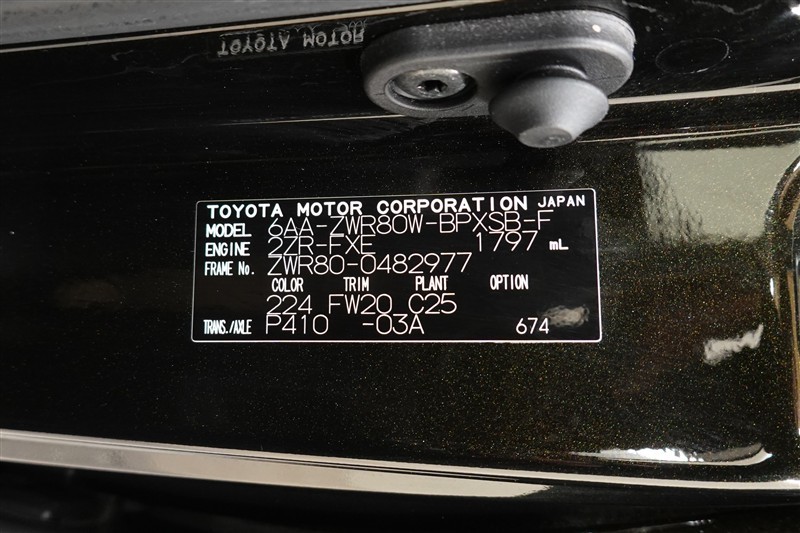 TOYOTA MOTOR
TOYOTA MOTOR CORPORATION JAPAN
MODEL 6AA-ZWR80W-BPXSB-F
ENGINE 2ZR-FXE 1797 mL
FRAME No. ZWR80-0482977
COLOR TRIM PLANT OPTION
224 FW20 C25
TRANS./AXLE P410 -03A 674